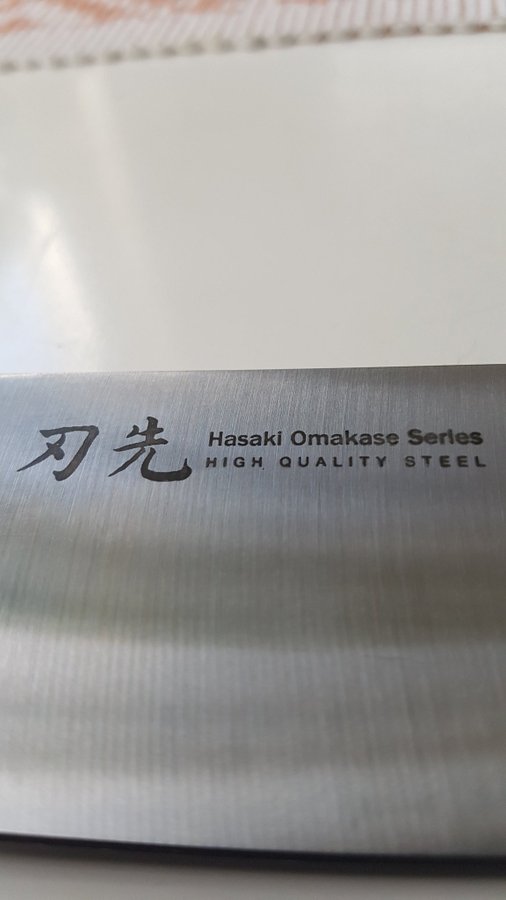 刃先
Hasaki Omakase Series
HIGH QUALITY STEEL